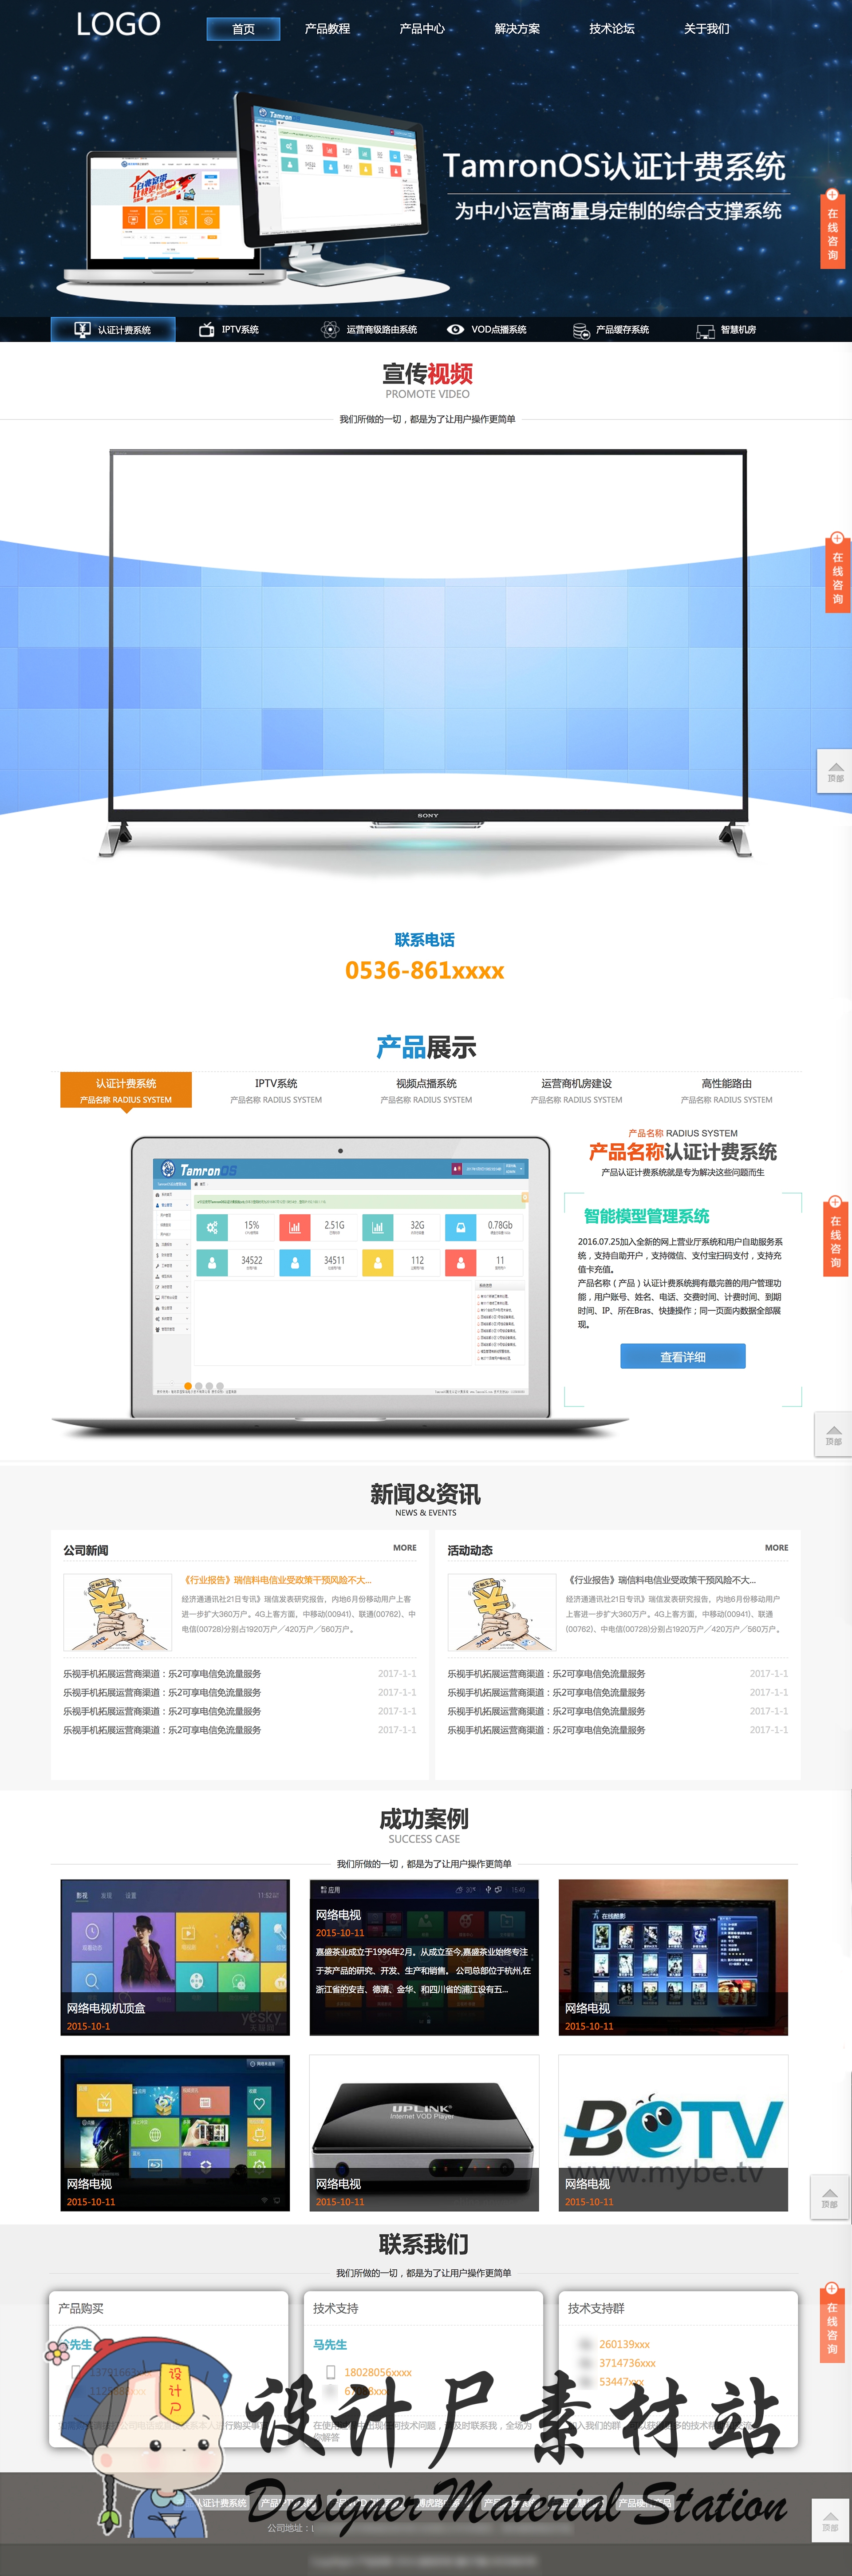 LOGO
首页 产品教程 产品中心 解决方案 技术论坛 关于我们
TamronOS
TamronOS认证计费系统
为中小运营商量身定制的综合支撑系统
在线咨询
认证计费系统 IPTV系统 运营商级路由系统 VOD点播系统 产品缓存系统 智慧机房
宣传视频
PROMOTE VIDEO
我们所做的一切，都是为了让用户操作更简单
在线咨询
顶部
SONY
联系电话
0536-861xxxx
产品展示
认证计费系统 IPTV系统 视频点播系统 运营商机房建设 高性能路由
产品名称 RADIUS SYSTEM 产品名称 RADIUS SYSTEM 产品名称 RADIUS SYSTEM 产品名称 RADIUS SYSTEM 产品名称 RADIUS SYSTEM
产品名称 RADIUS SYSTEM
产品名称认证计费系统
产品认证计费系统就是专为解决这些问题而生
TamronOS
15% 2.51G 32G 0.78Gb
34522 34511 112 11
智能模型管理系统
2016.07.25加入全新的网上营业厅系统和用户自助服务系
统，支持自助开户，支持微信、支付宝扫码支付，支持充
值卡充值。
产品名称（产品）认证计费系统拥有最完善的用户管理功
能，用户账号、姓名、电话、交费时间、计费时间、到期
时间、IP、所在Bras、快捷操作；同一页面内数据全部展
现。
查看详细
在线咨询
顶部
新闻&资讯
NEWS & EVENTS
公司新闻 MORE
《行业报告》瑞信料电信业受政策干预风险不大...
经济通通讯社21日专讯》瑞信发表研究报告，内地6月份移动用户上客
进一步扩大360万户。4G上客方面，中移动(00941)、联通(00762)、中
电信(00728)分别占1920万户／420万户／560万户。
乐视手机拓展运营商渠道：乐2可享电信免流量服务 2017-1-1
乐视手机拓展运营商渠道：乐2可享电信免流量服务 2017-1-1
乐视手机拓展运营商渠道：乐2可享电信免流量服务 2017-1-1
乐视手机拓展运营商渠道：乐2可享电信免流量服务 2017-1-1
活动动态 MORE
《行业报告》瑞信料电信业受政策干预风险不大...
经济通通讯社21日专讯》瑞信发表研究报告，内地6月份移动用户
上客进一步扩大360万户。4G上客方面，中移动(00941)、联通
(00762)、中电信(00728)分别占1920万户／420万户／560万户。
乐视手机拓展运营商渠道：乐2可享电信免流量服务 2017-1-1
乐视手机拓展运营商渠道：乐2可享电信免流量服务 2017-1-1
乐视手机拓展运营商渠道：乐2可享电信免流量服务 2017-1-1
乐视手机拓展运营商渠道：乐2可享电信免流量服务 2017-1-1
成功案例
SUCCESS CASE
我们所做的一切，都是为了让用户操作更简单
影视 发现 设置
yesky
网络电视机顶盒
2015-10-1
应用
网络电视
2015-10-11
嘉盛茶业成立于1996年2月。从成立至今,嘉盛茶业始终专注
于茶产品的研究、开发、生产和销售。公司总部位于杭州,在
浙江省的安吉、德清、金华、和四川省的浦江设有五...
在线酷影
网络电视
2015-10-11
网络电视
2015-10-11
UPLINK
Internet VOD Player
网络电视
2015-10-11
BETV
www.mybe.tv
网络电视
2015-10-11
顶部
联系我们
我们所做的一切，都是为了让用户操作更简单
在线咨询
产品购买
先生
技术支持
马先生
18028056xxxx
在使用
出现任何技术问题，
及时联系我，全场为
你解答
技术支持群
260139xxx
3714736xxx
53447xxx
设计尸
设计尸素材站
Designer Material Station
认证计费系统
公司地址：
顶部